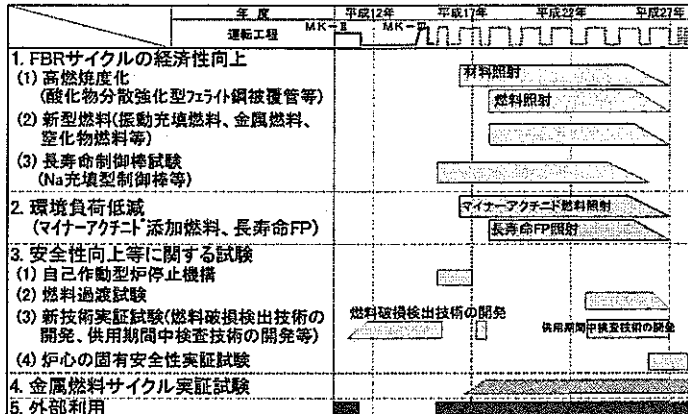 年 度 平成12年 平成17年 平成22年 平成27年
運転工程 MK-Ⅱ MK-Ⅲ
1. FBRサイクルの経済性向上
(1) 高燃焼度化 材料照射
(酸化物分散強化型フェライト鋼被覆管等) 燃料照射
(2) 新型燃料(振動充填燃料、金属燃料、
窒化物燃料等)
(3) 長寿命制御棒試験
(Na充填型制御棒等)
2. 環境負荷低減 マイナーアクチニド燃料照射
(マイナーアクチニド添加燃料、長寿命FP) 長寿命FP照射
3. 安全性向上等に関する試験
(1) 自己作動型炉停止機構
(2) 燃料過渡試験
(3) 新技術実証試験(燃料破損検出技術の 燃料破損検出技術の開発
開発、供用期間中検査技術の開発等) 供用期間中検査技術の開発
(4) 炉心の固有安全性実証試験
4. 金属燃料サイクル実証試験
5. 外部利用